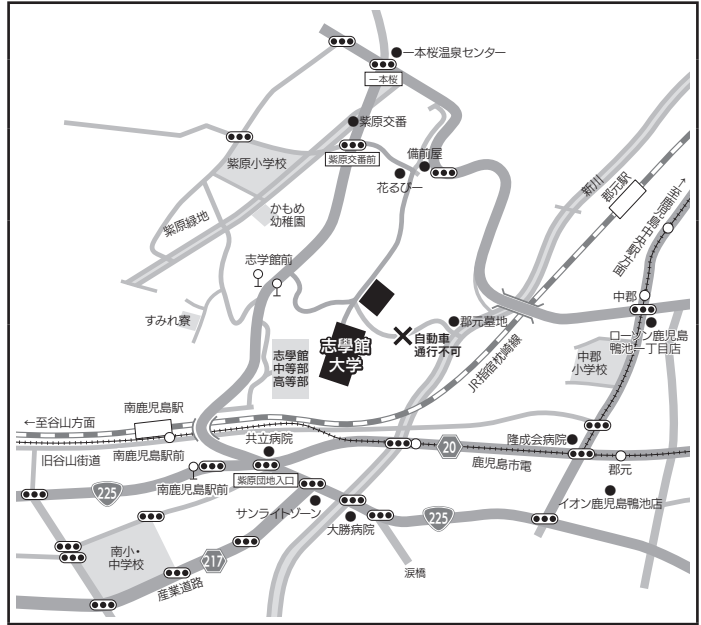 一本桜温泉センター
一本桜
紫原交番
紫原小学校
紫原交番前
備前屋
花るぴー
新川
郡元駅
→至鹿児島中央駅方面
かもめ
幼稚園
紫原緑地
志学館前
中郡
すみれ寮
郡元墓地
自動車
通行不可
ローソン鹿児島
鴨池一丁目店
志學館
大学
志學館
中等部
高等部
中郡
小学校
JR指宿枕崎線
南鹿児島駅
←至谷山方面
旧谷山街道
南鹿児島駅前
共立病院
20
隆成会病院
鹿児島市電
郡元
南鹿児島駅前
紫原団地入口
225
イオン鹿児島鴨池店
サンライトゾーン
大勝病院
225
南小・
中学校
217
産業道路
涙橋